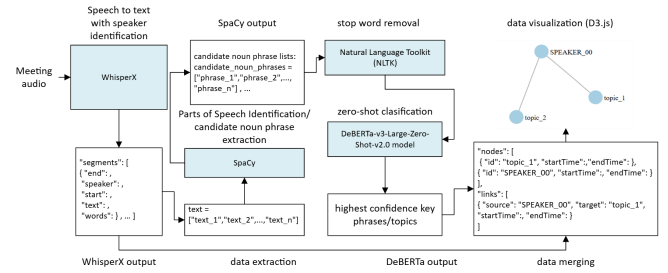 Speech to text
with speaker
identification
SpaCy output
stop word removal
data visualization (D3.js)
Meeting
audio
WhisperX
candidate noun phrase lists:
candidate_noun_phrases =
["phrase_1","phrase_2",...,
"phrase_n"] , ...
Natural Language Toolkit
(NLTK)
SPEAKER_00
topic_1
topic_2
Parts of Speech Identification/
candidate noun phrase
extraction
SpaCy
zero-shot clasification
DeBERTa-v3-Large-Zero-
Shot-v2.0 model
"segments": [
{ "end": ,
"speaker": ,
"start": ,
"text": ,
"words": } , ... ]
text =
["text_1","text_2",...,"text_n"]
highest confidence key
phrases/topics
"nodes": [
{ "id": "topic_1", "startTime":,"endTime": },
{ "id": "SPEAKER_00", "startTime":, "endTime": }
],
"links": [
{ "source": "SPEAKER_00", "target": "topic_1",
"startTime":, "endTime": }
]
WhisperX output
data extraction
DeBERTa output
data merging